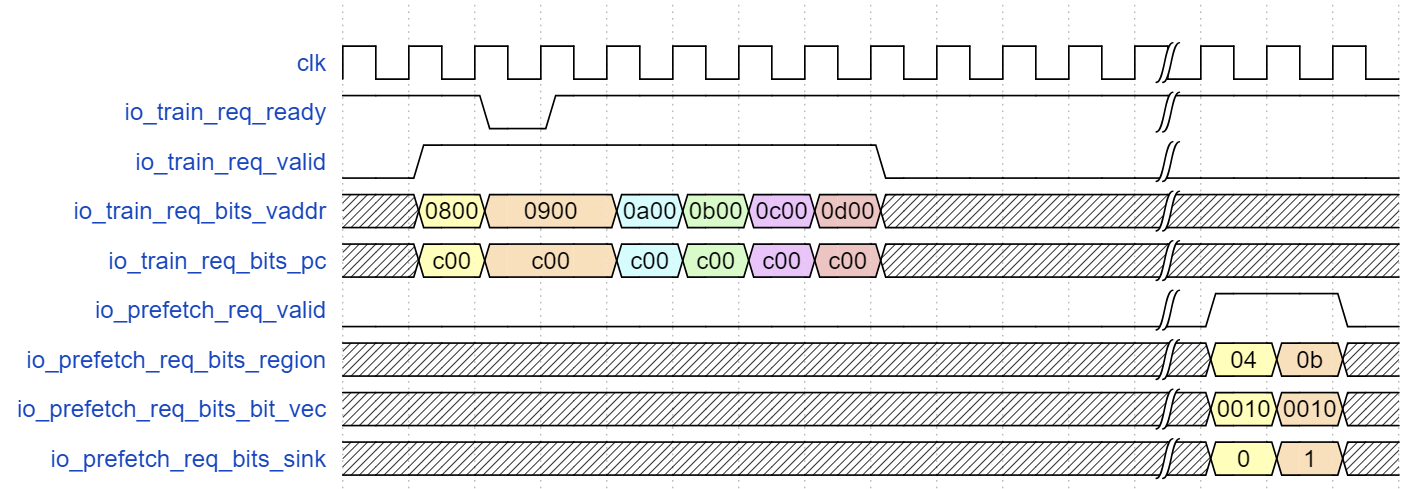 clk
io_train_req_ready
io_train_req_valid
io_train_req_bits_vaddr 0800 0900 0a00 0b00 0c00 0d00
io_train_req_bits_pc c00 c00 c00 c00 c00 c00
io_prefetch_req_valid
io_prefetch_req_bits_region 04 0b
io_prefetch_req_bits_bit_vec 0010 0010
io_prefetch_req_bits_sink 0 1